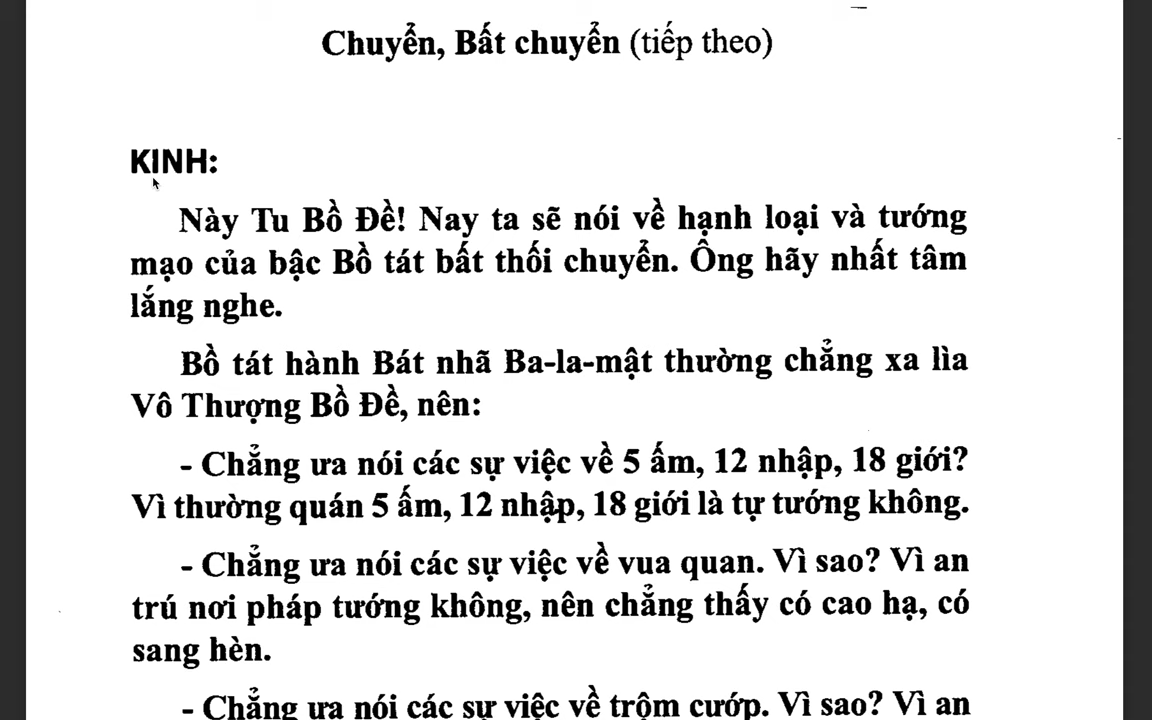 Chuyển, Bất chuyển (tiếp theo)
KINH:
Này Tu Bồ Đề! Nay ta sẽ nói về hạnh loại và tướng
mạo của bậc Bồ tát bất thối chuyển. Ông hãy nhất tâm
lắng nghe.
Bồ tát hành Bát nhã Ba-la-mật thường chẳng xa lìa
Vô Thượng Bồ Đề, nên:
- Chẳng ưa nói các sự việc về 5 ấm, 12 nhập, 18 giới?
Vì thường quán 5 ấm, 12 nhập, 18 giới là tự tướng không.
- Chẳng ưa nói các sự việc về vua quan. Vì sao? Vì an
trú nơi pháp tướng không, nên chẳng thấy có cao hạ, có
sang hèn.
- Chẳng ưa nói các sự việc về trộm cướp. Vì sao? Vì an